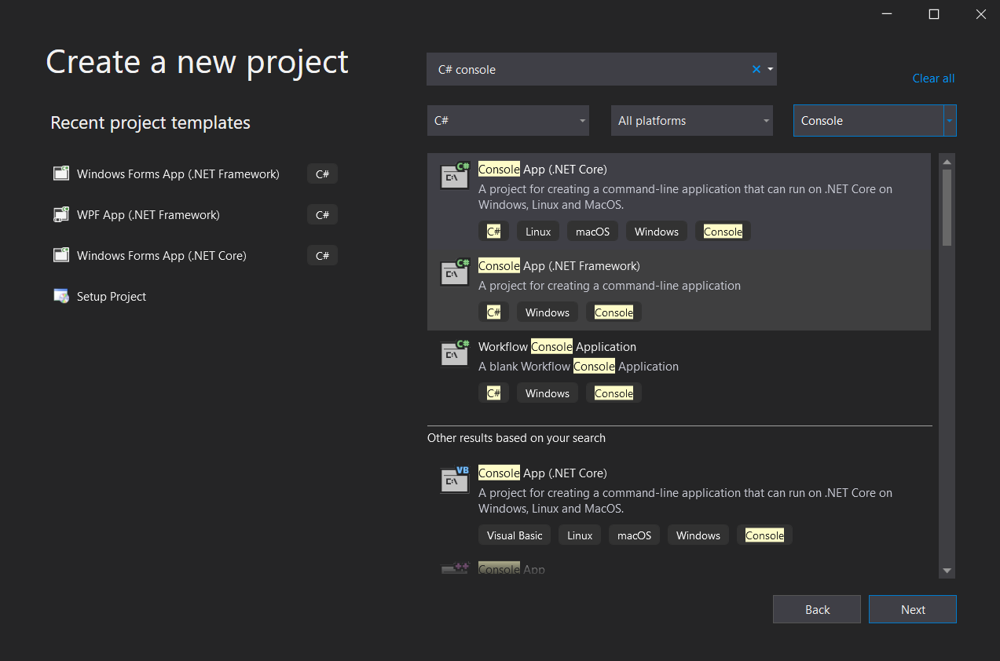 Create a new project
Recent project templates
Windows Forms App (.NET Framework) C#
WPF App (.NET Framework) C#
Windows Forms App (.NET Core) C#
Setup Project
C# console
Clear all
C# All platforms Console
C#
C:\
Console App (.NET Core)
A project for creating a command-line application that can run on .NET Core on
Windows, Linux and MacOS.
C# Linux macOS Windows Console
C#
C:\
Console App (.NET Framework)
A project for creating a command-line application
C# Windows Console
C#
C:\
Workflow Console Application
A blank Workflow Console Application
C# Windows Console
Other results based on your search
VB
C:\
Console App (.NET Core)
A project for creating a command-line application that can run on .NET Core on
Windows, Linux and MacOS.
Visual Basic Linux macOS Windows Console
++
Console App
Back Next